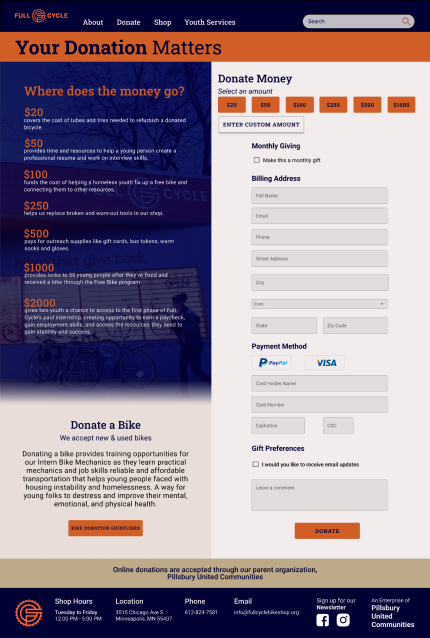 FULL CYCLE
About Donate Shop Youth Services
Search
Your Donation Matters
Where does the money go?
$20
covers the cost of tubes and tires needed to refurbish a donated
bicycle
$50
provides time and resources to help a young person create a
professional resume and work on interview skills.
$100
funds the cost of helping a homeless youth fix up a free bike and
connecting them to other resources.
$250
helps us replace broken and worn-out tools in our shop.
$500
pays for outreach supplies like gift cards, bus tokens, warm
socks and gloves.
$1000
provides locks to 50 young people after they've fixed and
received a bike through the Free Bike program
$2000
gives two youth a chance to access to the first phase of Full
Cycle's paid internship, creating opportunity to earn a paycheck,
gain employment skills, and access the resources they need to
gain stability and success.
Donate a Bike
We accept new & used bikes
Donating a bike provides training opportunities for
our Intern Bike Mechanics as they learn practical
mechanics and job skills reliable and affordable
transportation that helps young people faced with
housing instability and homelessness. A way for
young folks to destress and improve their mental,
emotional, and physical health.
BIKE DONATION GUIDELINES
Donate Money
Select an amount
$20 $50 $100 $250 $500 $1000
ENTER CUSTOM AMOUNT
Monthly Giving
Make this a monthly gift
Billing Address
Full Name
Email
Phone
Street Address
City
State
State Zip Code
Payment Method
PayPal VISA
Card Holder Name
Card Number
Expiration CSC
Gift Preferences
I would you like to receive email updates
Leave a comment
DONATE
Online donations are accepted through our parent organization,
Pillsbury United Communities
Shop Hours
Tuesday to Friday
12:00 PM - 5:00 PM
Location
3515 Chicago Ave S
Minneapolis, MN 55407
Phone
612-824-7581
Email
info@fullcyclebikeshop.org
Sign up for our
Newsletter
An Enterprise of
Pillsbury
United
Communities